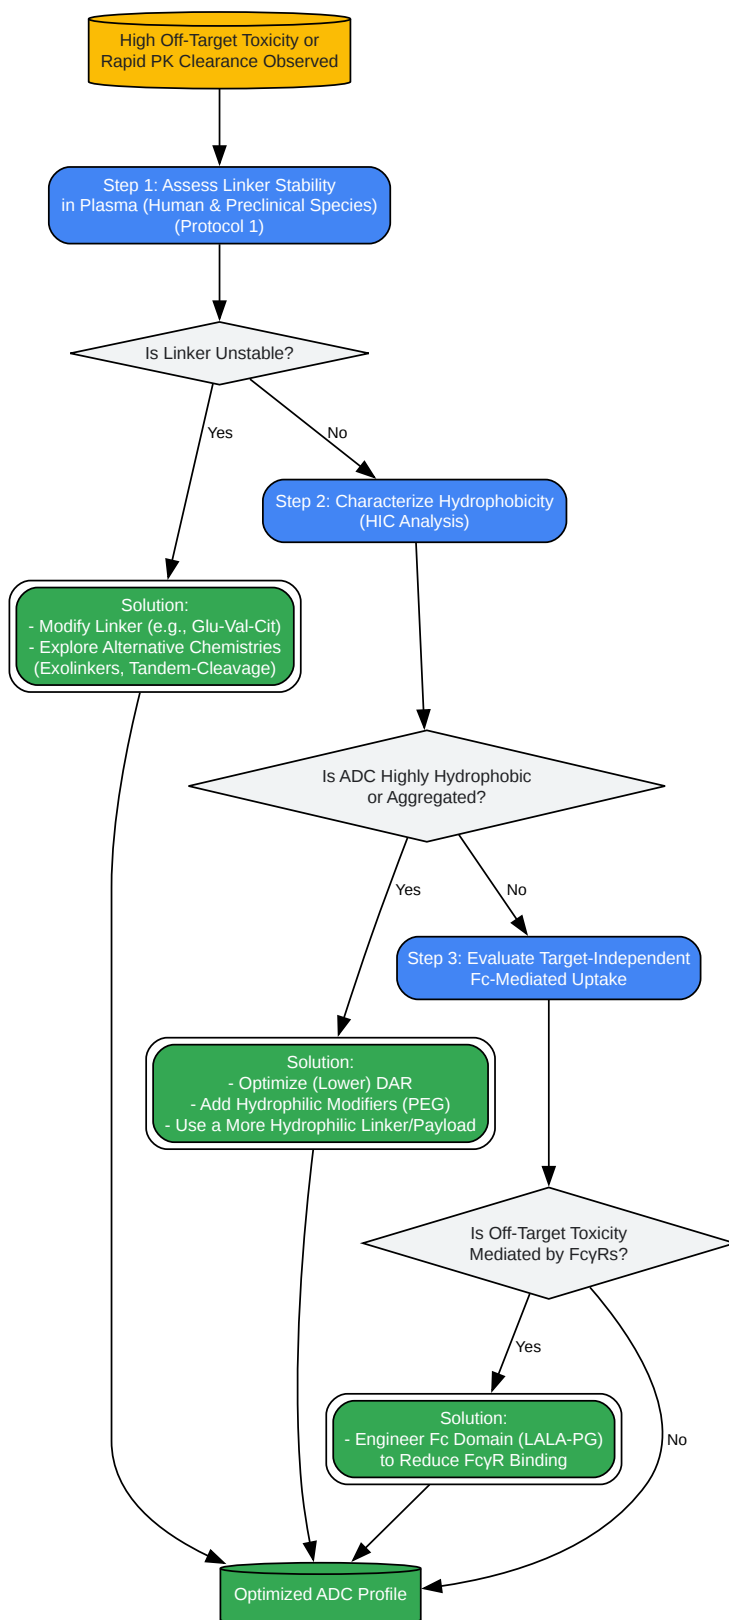 High Off-Target Toxicity or
Rapid PK Clearance Observed
Step 1: Assess Linker Stability
in Plasma (Human & Preclinical Species)
(Protocol 1)
Is Linker Unstable?
Yes
No
Step 2: Characterize Hydrophobicity
(HIC Analysis)
Solution:
- Modify Linker (e.g., Glu-Val-Cit)
- Explore Alternative Chemistries
(Exolinkers, Tandem-Cleavage)
Is ADC Highly Hydrophobic
or Aggregated?
Yes
No
Step 3: Evaluate Target-Independent
Fc-Mediated Uptake
Solution:
- Optimize (Lower) DAR
- Add Hydrophilic Modifiers (PEG)
- Use a More Hydrophilic Linker/Payload
Is Off-Target Toxicity
Mediated by FcγRs?
Yes
No
Solution:
- Engineer Fc Domain (LALA-PG)
to Reduce FcγR Binding
Optimized ADC Profile